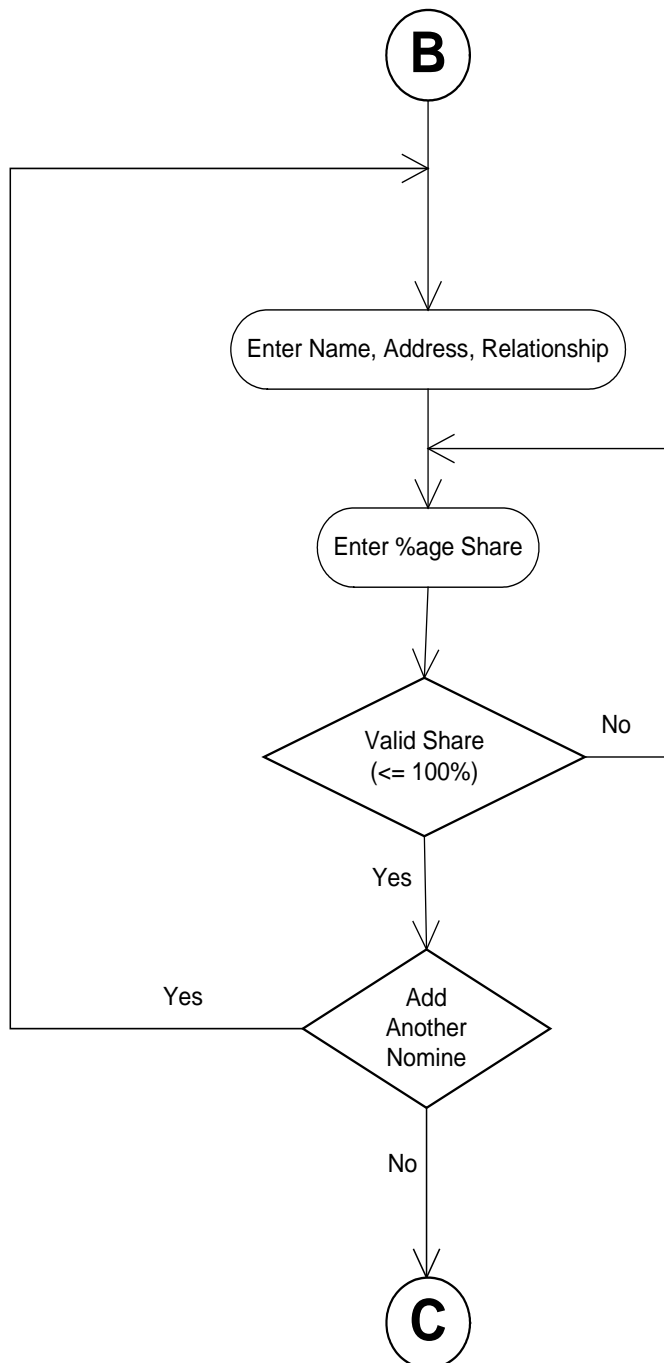 B
Enter Name, Address, Relationship
Enter %age Share
Valid Share
(<= 100%)
No
Yes
Yes
Add
Another
Nomine
No
C